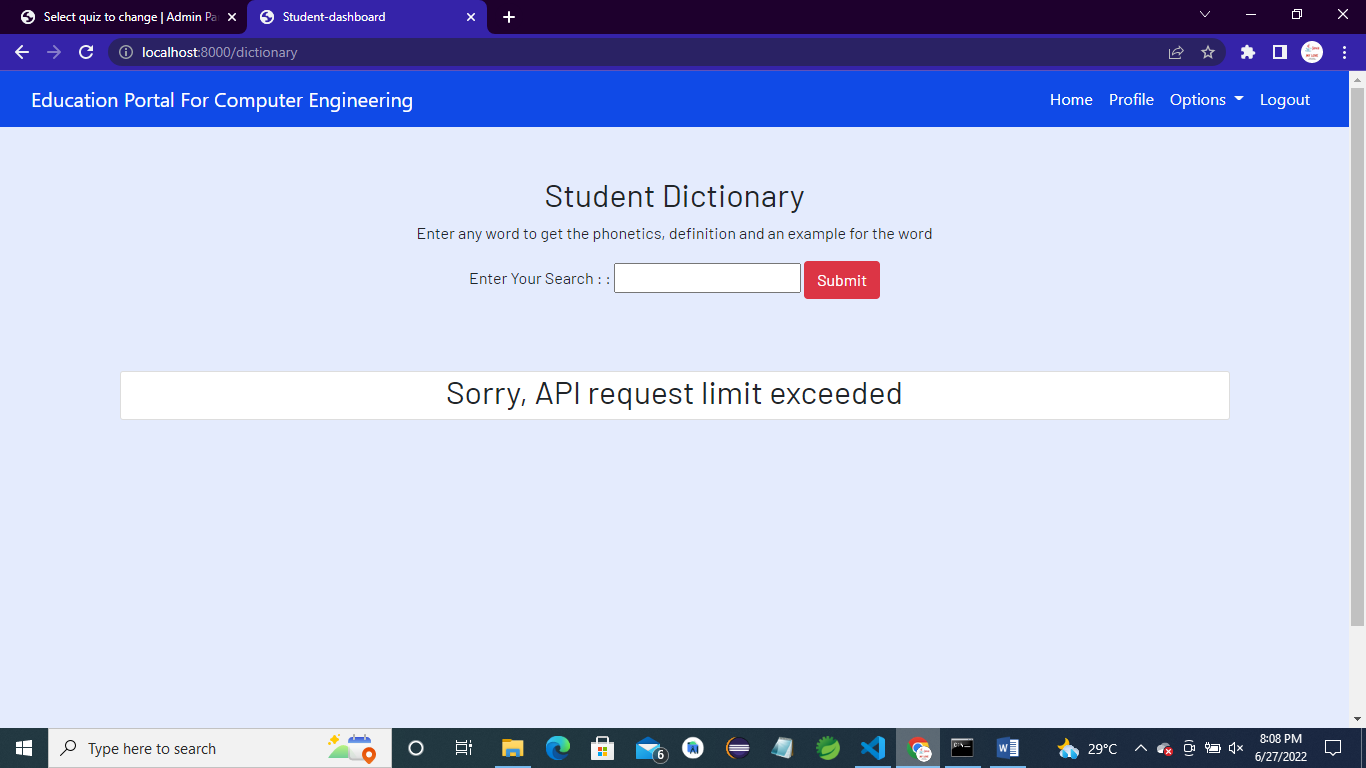 Select quiz to change | Admin Pa
Student-dashboard
localhost:8000/dictionary
Education Portal For Computer Engineering
Home Profile Options Logout
Student Dictionary
Enter any word to get the phonetics, definition and an example for the word
Enter Your Search : :
Submit
Sorry, API request limit exceeded
Type here to search
6
29°C
8:08 PM
6/27/2022